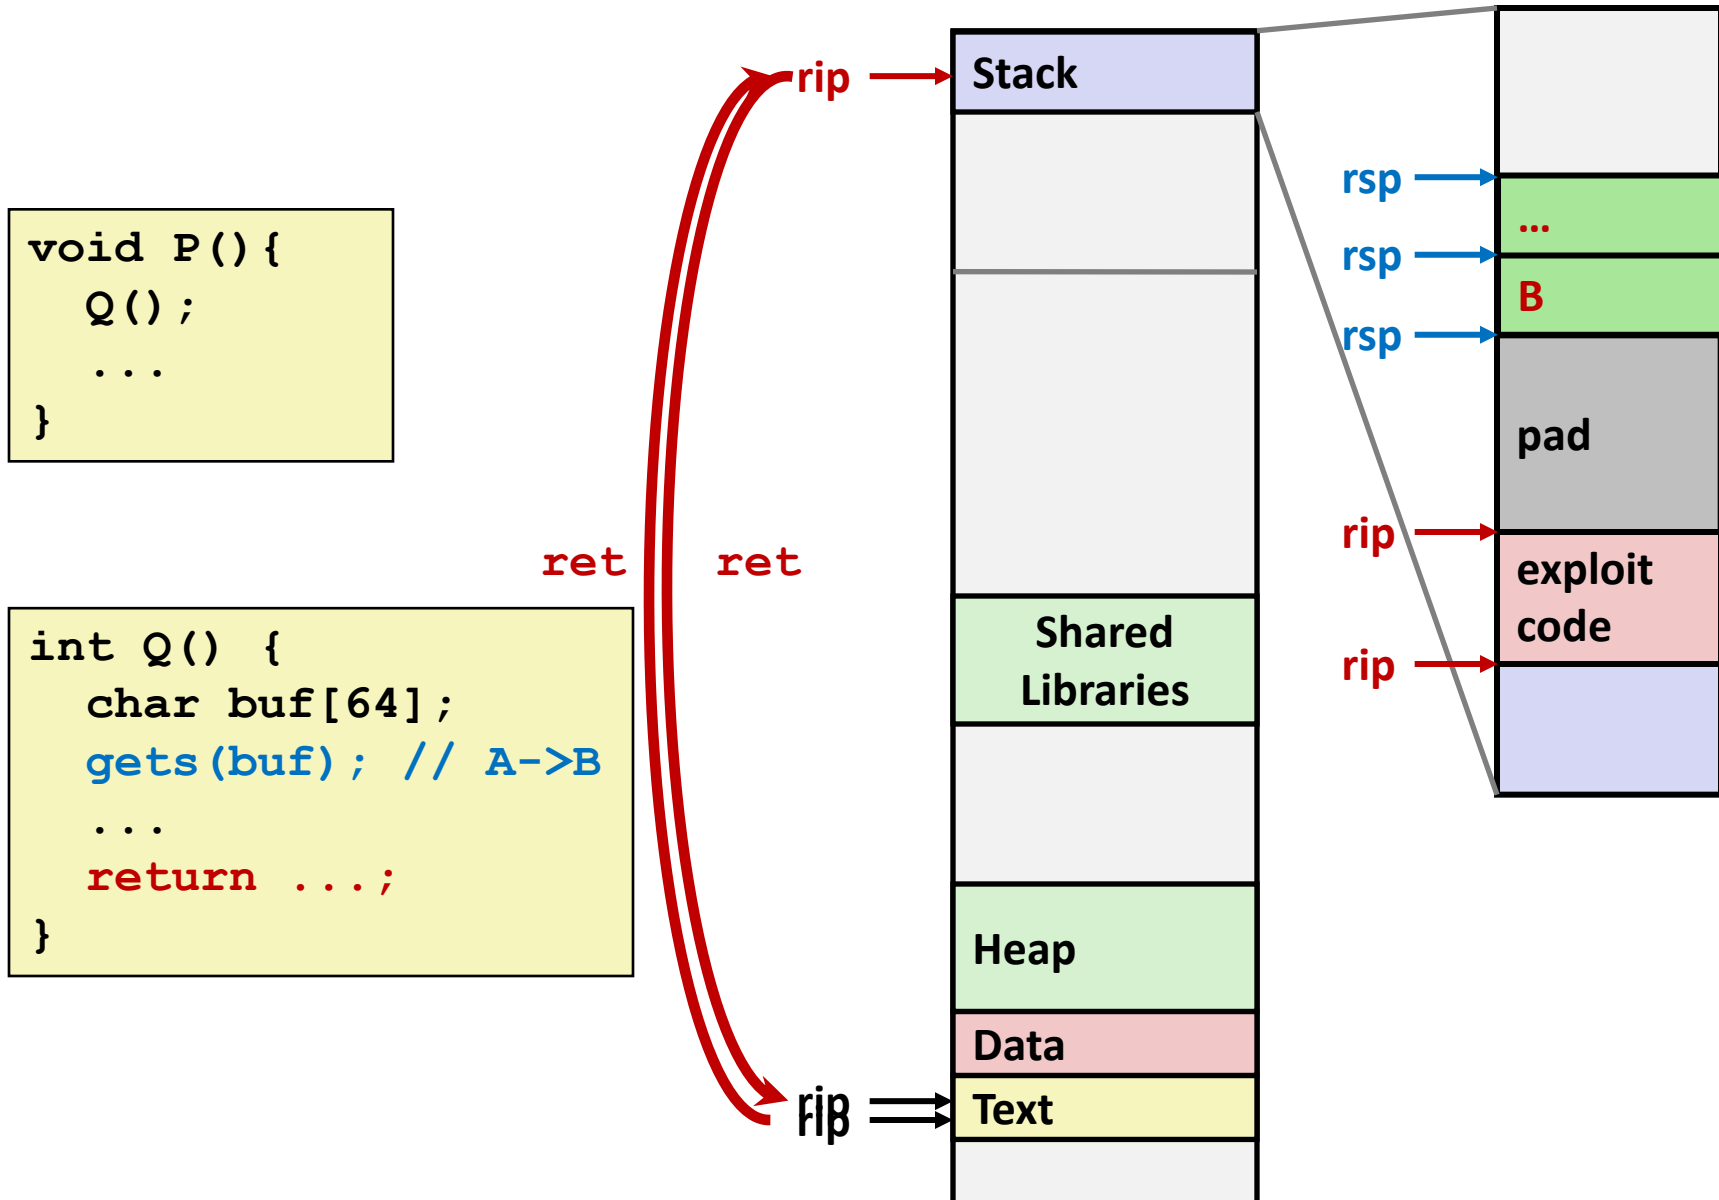 void P(){
Q();
...
}
int Q() {
char buf[64];
gets(buf); // A->B
...
return ...;
}
ret
ret
rip
rip
rip
Stack
Shared
Libraries
Heap
Data
Text
rsp
rsp
rsp
rip
rip
...
B
pad
exploit
code